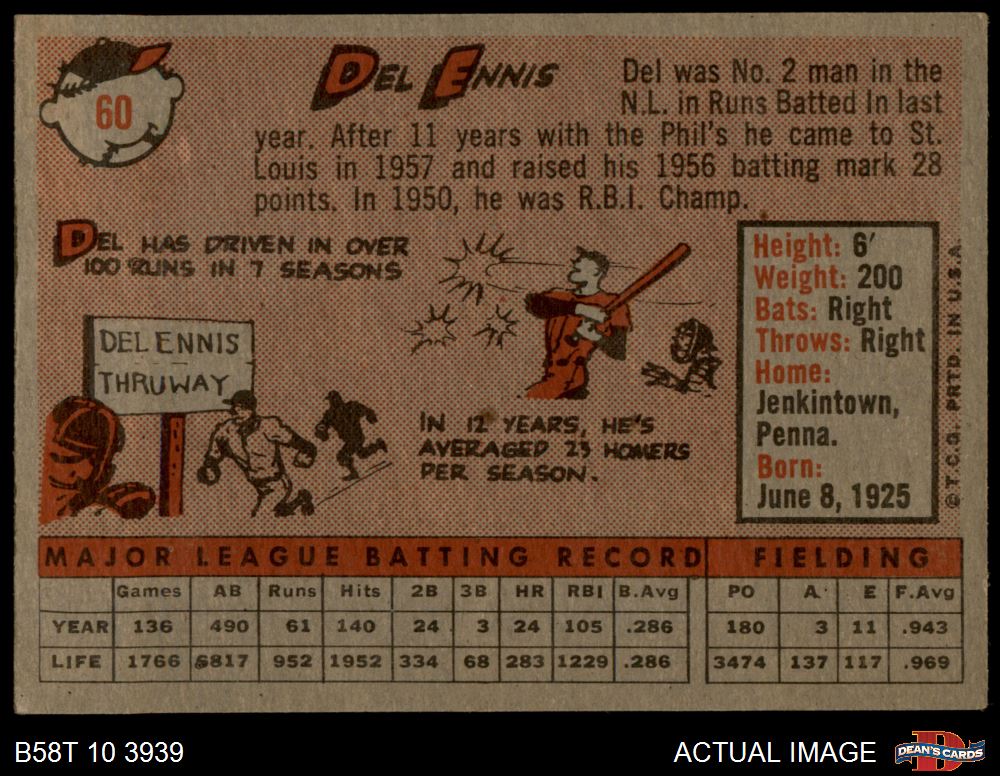 60
DEL ENNIS
Del was No. 2 man in the
N.L. in Runs Batted In last
year. After 11 years with the Phil's he came to St.
Louis in 1957 and raised his 1956 batting mark 28
points. In 1950, he was R.B.I. Champ.
DEL HAS DRIVEN IN OVER
100 RUNS IN 7 SEASONS
DEL ENNIS
THRUWAY
IN 12 YEARS, HE'S
AVERAGED 23 HOMERS
PER SEASON.
Height: 6'
Weight: 200
Bats: Right
Throws: Right
Home:
Jenkintown,
Penna.
Born:
June 8, 1925
© T.C.G. PRTD. IN U.S.A.
MAJOR LEAGUE BATTING RECORD FIELDING
Games AB Runs Hits 2B 3B HR RBI B.Avg PO A. E F.Avg
YEAR 136 490 61 140 24 3 24 105 .286 180 3 11 .943
LIFE 1766 6817 952 1952 334 68 283 1229 .286 3474 137 117 .969
B58T 10 3939 ACTUAL IMAGE DEAN'S CARDS